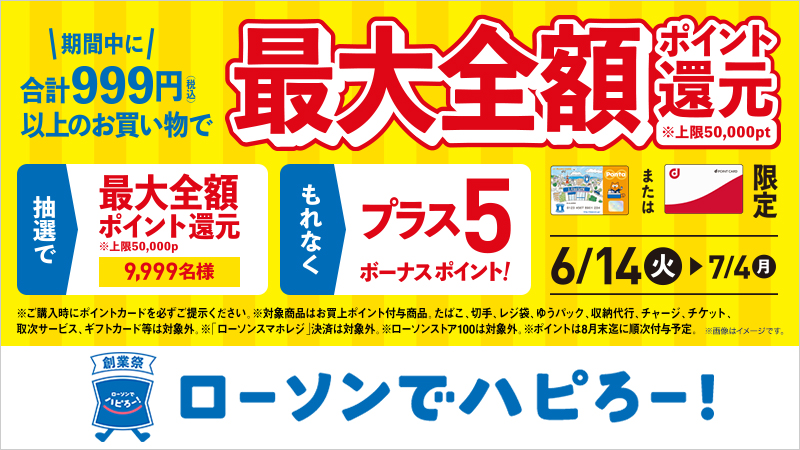 期間中に
合計999円(税込)
以上のお買い物で
最大全額
ポイント
還元
※上限50,000pt
抽選で
最大全額
ポイント還元
※上限50,000p
9,999名様
もれなく
プラス5
ボーナスポイント!
Ponta
または
d POINT CARD
限定
6/14火▶7/4月
※ご購入時にポイントカードを必ずご提示ください。※対象商品はお買上ポイント付与商品。たばこ、切手、レジ袋、ゆうパック、収納代行、チャージ、チケット、
取次サービス、ギフトカード等は対象外。※「ローソンスマホレジ」決済は対象外。※ローソンストア100は対象外。※ポイントは8月末迄に順次付与予定。 ※画像はイメージです。
創業祭
ローソンで
ハピろー!
ローソンでハピろー!